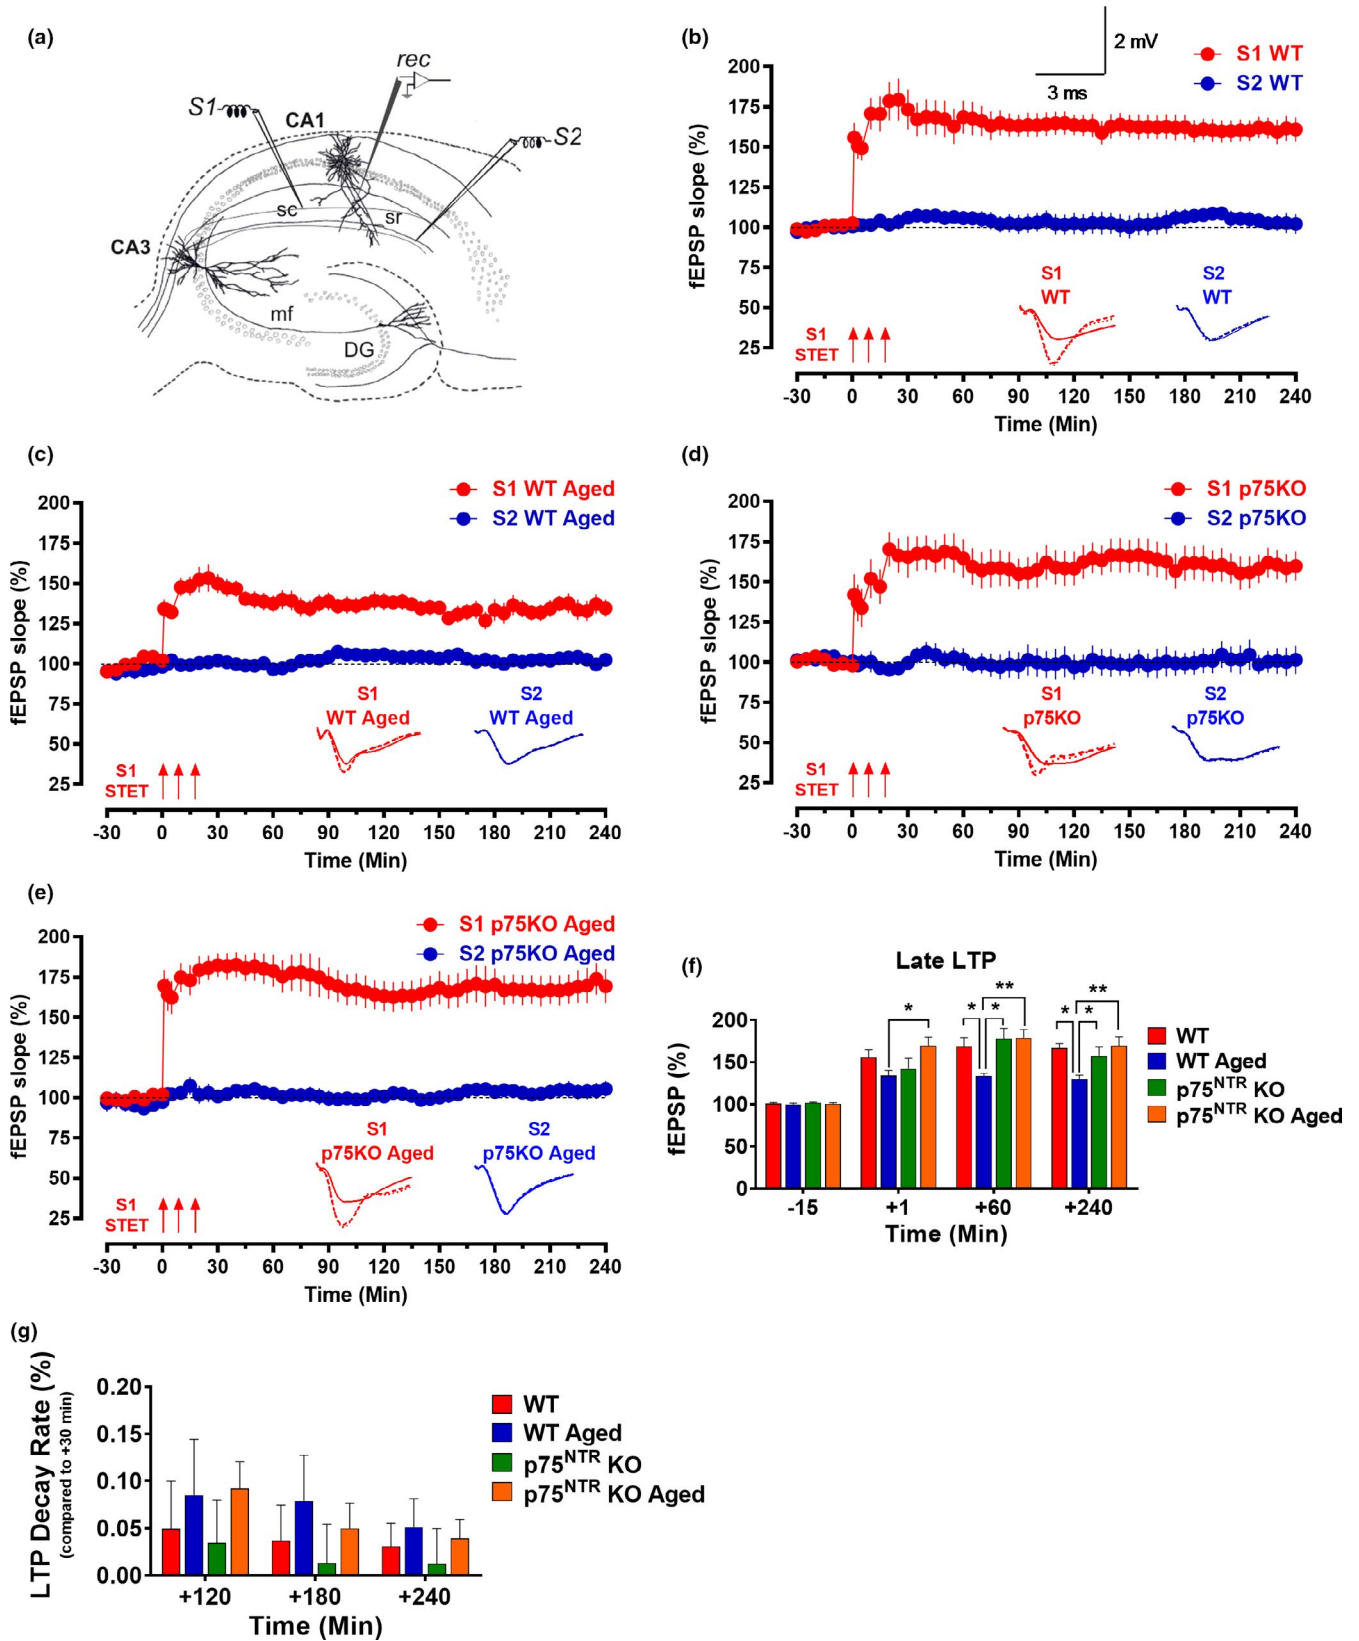 (a)
rec
S1
CA1
S2
sc
sr
CA3
mf
DG
(b)
2 mV
3 ms
S1 WT
S2 WT
200
175
150
125
100
75
50
25
fEPSP slope (%)
S1
WT
S2
WT
S1
STET
-30 0 30 60 90 120 150 180 210 240
Time (Min)
(c)
S1 WT Aged
S2 WT Aged
200
175
150
125
100
75
50
25
fEPSP slope (%)
S1
WT Aged
S2
WT Aged
S1
STET
-30 0 30 60 90 120 150 180 210 240
Time (Min)
(d)
S1 p75KO
S2 p75KO
200
175
150
125
100
75
50
25
fEPSP slope (%)
S1
p75KO
S2
p75KO
S1
STET
-30 0 30 60 90 120 150 180 210 240
Time (Min)
(e)
S1 p75KO Aged
S2 p75KO Aged
200
175
150
125
100
75
50
25
fEPSP slope (%)
S1
p75KO Aged
S2
p75KO Aged
S1
STET
-30 0 30 60 90 120 150 180 210 240
Time (Min)
(f)
Late LTP
* * ** * * ** *
200
150
100
50
0
fEPSP (%)
-15 +1 +60 +240
Time (Min)
WT
WT Aged
p75NTR KO
p75NTR KO Aged
(g)
LTP Decay Rate (%)
(compared to +30 min)
0.20
0.15
0.10
0.05
0.00
+120 +180 +240
Time (Min)
WT
WT Aged
p75NTR KO
p75NTR KO Aged